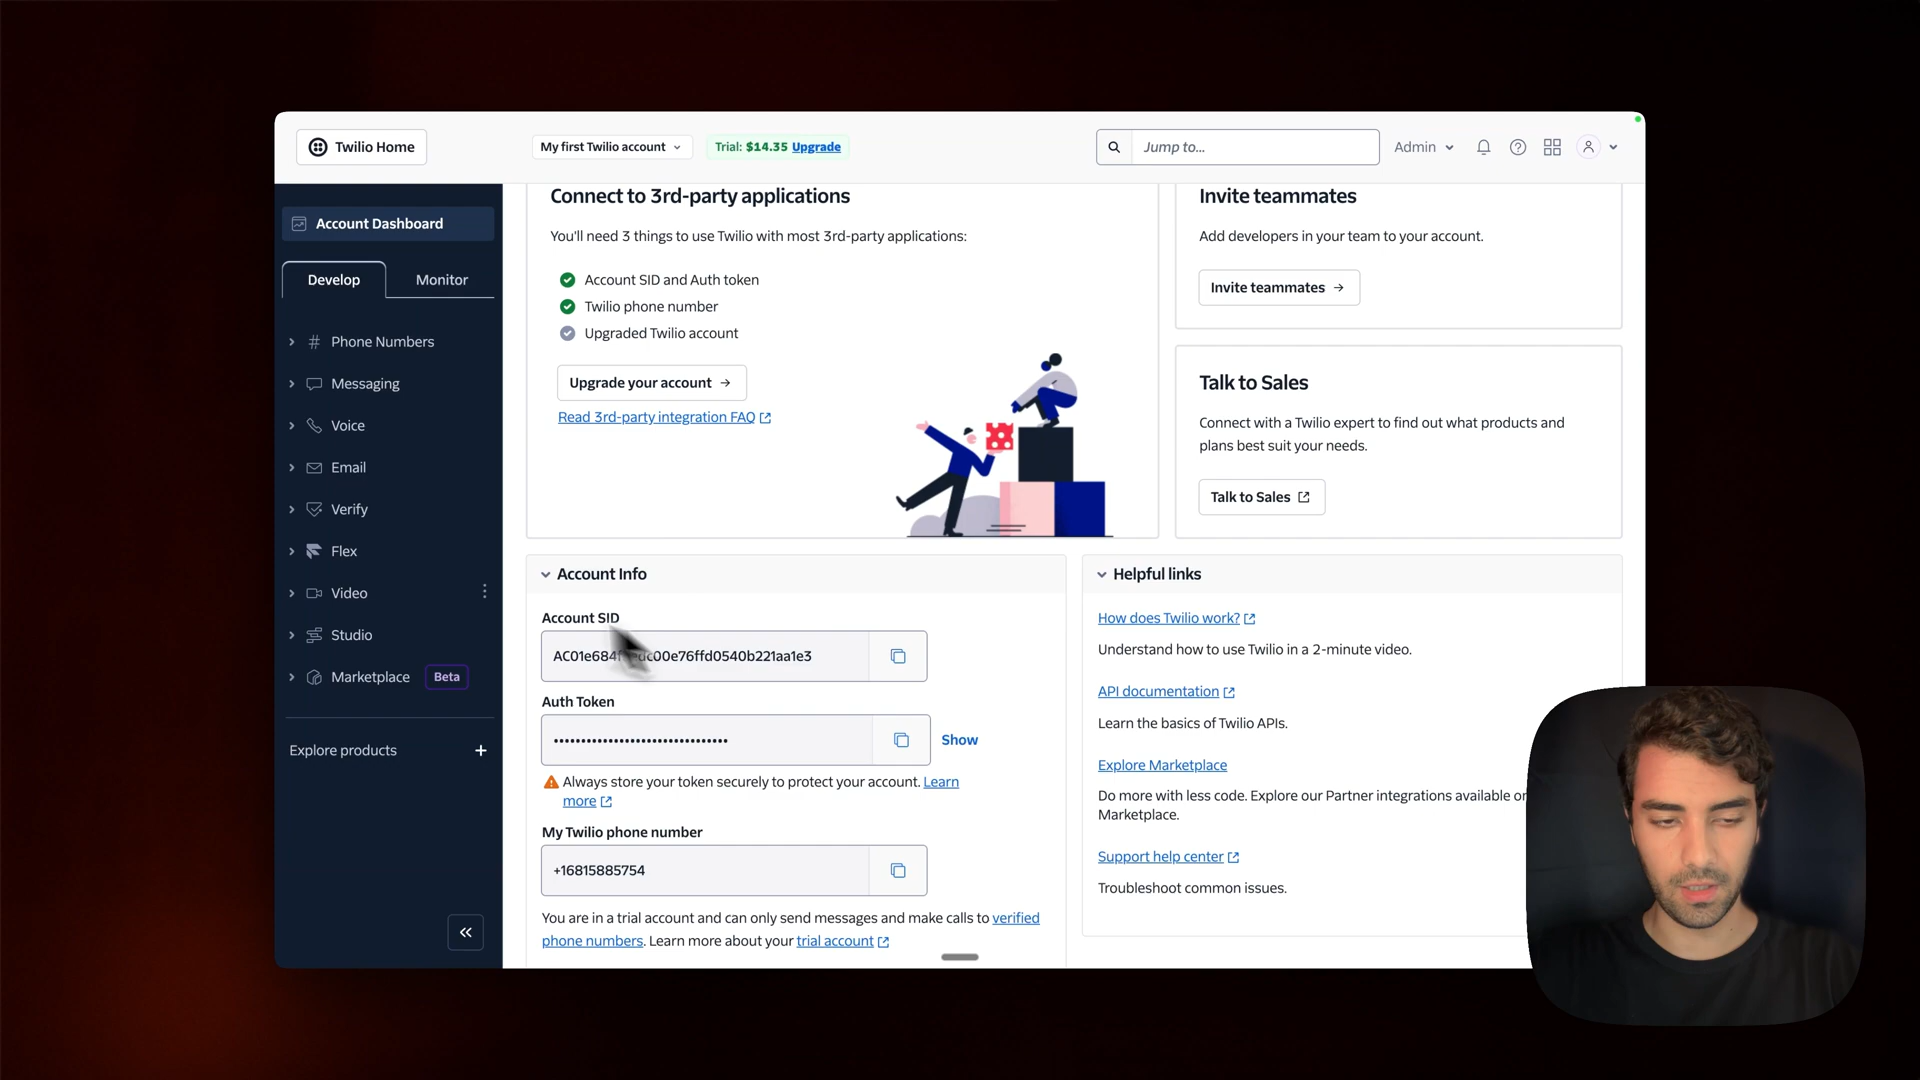 Twilio Home
My first Twilio account
Trial: $14.35 Upgrade
Jump to...
Admin
Account Dashboard
Develop
Monitor
Phone Numbers
Messaging
Voice
Email
Verify
Flex
Video
Studio
Marketplace Beta
Explore products
Connect to 3rd-party applications
You'll need 3 things to use Twilio with most 3rd-party applications:
Account SID and Auth token
Twilio phone number
Upgraded Twilio account
Upgrade your account
Read 3rd-party integration FAQ
Invite teammates
Add developers in your team to your account.
Invite teammates
Talk to Sales
Connect with a Twilio expert to find out what products and
plans best suit your needs.
Talk to Sales
Account Info
Account SID
Auth Token
••••••••••••••••••••••••••••••••
Show
Always store your token securely to protect your account. Learn
more
My Twilio phone number
+16815885754
You are in a trial account and can only send messages and make calls to verified
phone numbers. Learn more about your trial account
Helpful links
How does Twilio work?
Understand how to use Twilio in a 2-minute video.
API documentation
Learn the basics of Twilio APIs.
Explore Marketplace
Do more with less code. Explore our Partner integrations available
Marketplace.
Support help center
Troubleshoot common issues.